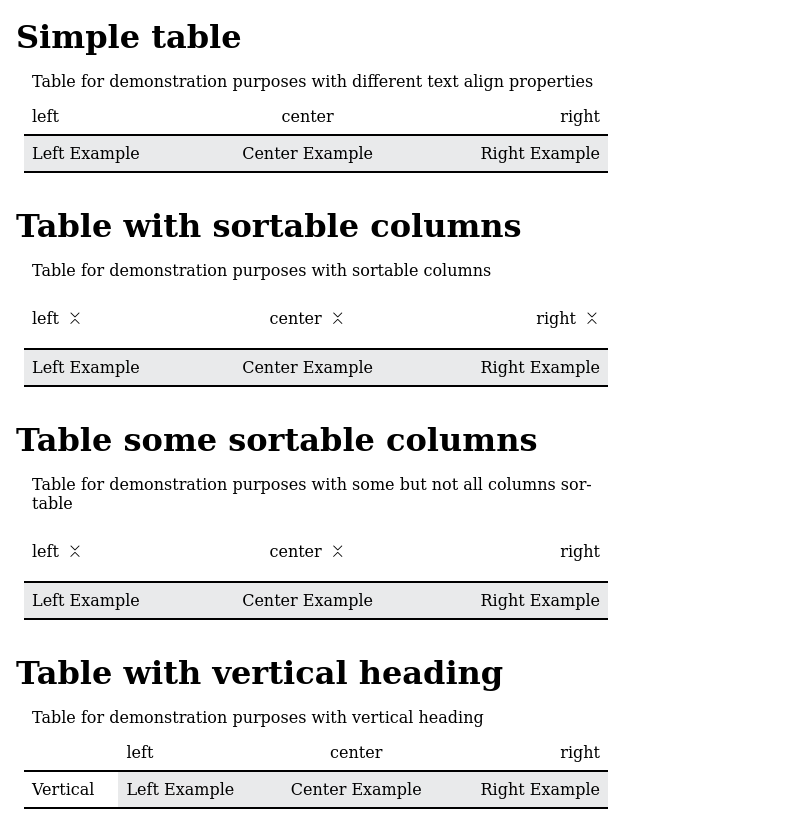 Simple table
Table for demonstration purposes with different text align properties
left center right
Left Example Center Example Right Example
Table with sortable columns
Table for demonstration purposes with sortable columns
left center right
Left Example Center Example Right Example
Table some sortable columns
Table for demonstration purposes with some but not all columns sor-
table
left center right
Left Example Center Example Right Example
Table with vertical heading
Table for demonstration purposes with vertical heading
left center right
Vertical Left Example Center Example Right Example